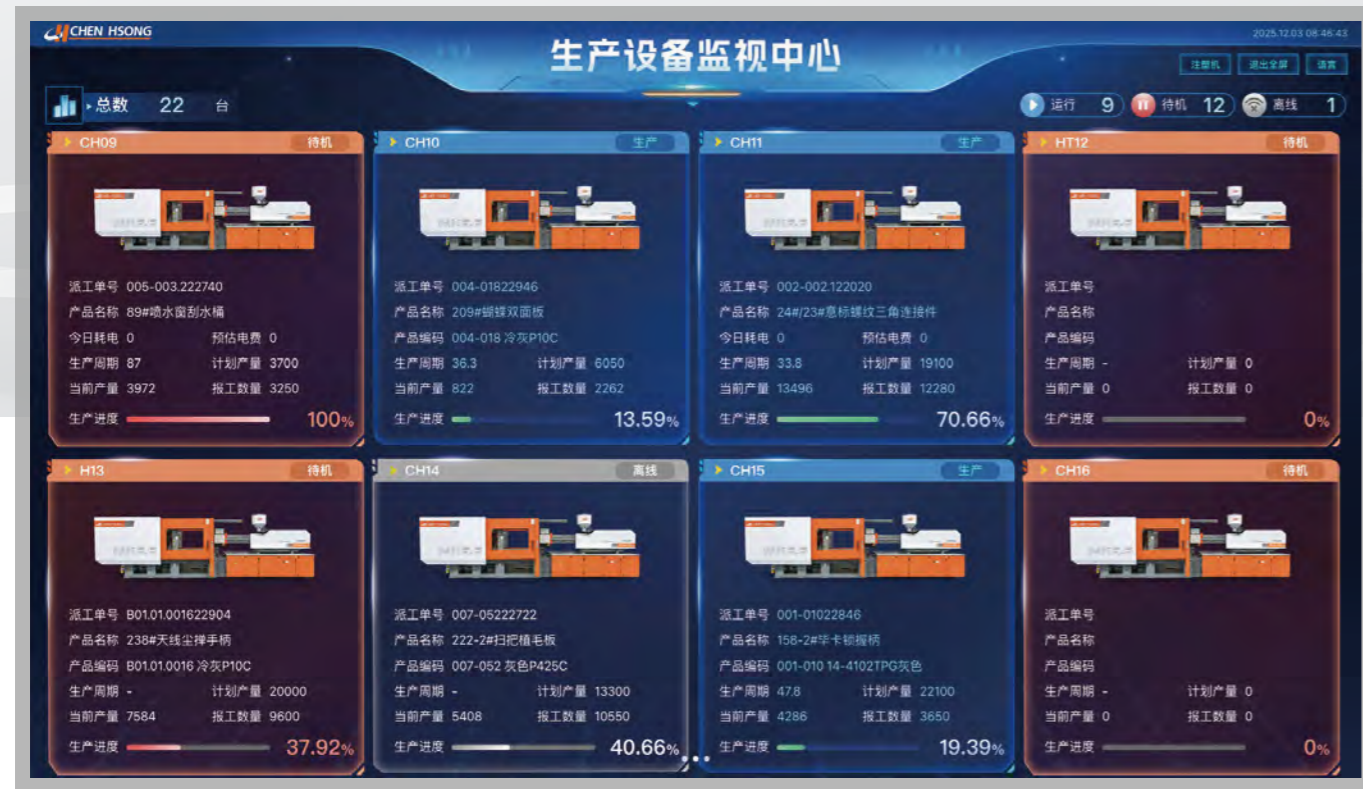 CHEN HSONG
2025.12.03 08:46:43
生产设备监视中心
注塑机 退出全屏 语言
总数 22 台
运行 9 待机 12 离线 1
CH09 待机
派工单号 005-003.222740
产品名称 89#喷水窗刮水桶
今日耗电 0 预估电费 0
生产周期 87 计划产量 3700
当前产量 3972 报工数量 3250
生产进度 100%
CH10 生产
派工单号 004-01822946
产品名称 209#蝴蝶双面板
产品编码 004-018 冷灰P10C
生产周期 36.3 计划产量 6050
当前产量 822 报工数量 2262
生产进度 13.59%
CH11 生产
派工单号 002-002.122020
产品名称 24#/23#意标螺纹三角连接件
今日耗电 0 预估电费 0
生产周期 33.8 计划产量 19100
当前产量 13496 报工数量 12280
生产进度 70.66%
HT12 待机
派工单号
产品名称
产品编码
生产周期 - 计划产量 0
当前产量 0 报工数量 0
生产进度 0%
H13 待机
派工单号 B01.01.001622904
产品名称 238#天线尘掸手柄
产品编码 B01.01.0016 冷灰P10C
生产周期 - 计划产量 20000
当前产量 7584 报工数量 9600
生产进度 37.92%
CH14 离线
派工单号 007-05222722
产品名称 222-2#扫把植毛板
产品编码 007-052 灰色P425C
生产周期 - 计划产量 13300
当前产量 5408 报工数量 10550
生产进度 40.66%
CH15 生产
派工单号 001-01022846
产品名称 158-2#毕卡锁握柄
产品编码 001-010 14-4102TPG灰色
生产周期 47.8 计划产量 22100
当前产量 4286 报工数量 3650
生产进度 19.39%
CH16 待机
派工单号
产品名称
产品编码
生产周期 - 计划产量 0
当前产量 0 报工数量 0
生产进度 0%